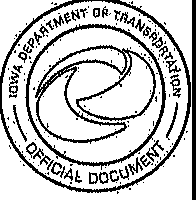 IOWA DEPARTMENT OF TRANSPORTATION
OFFICIAL DOCUMENT